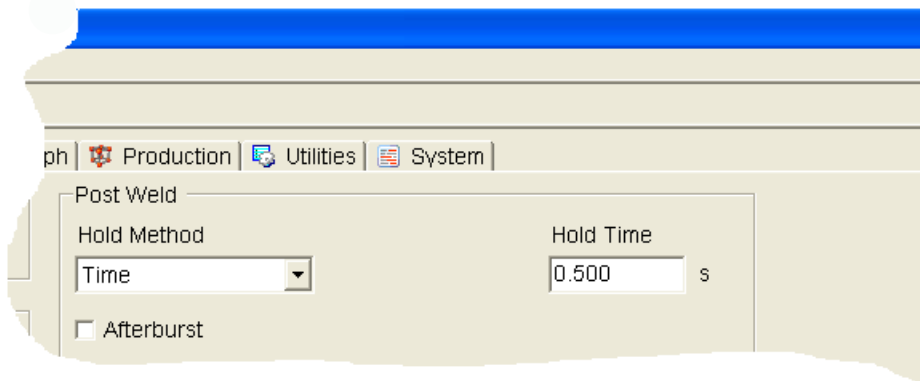 ph Production Utilities System
Post Weld
Hold Method Hold Time
Time 0.500 s
Afterburst